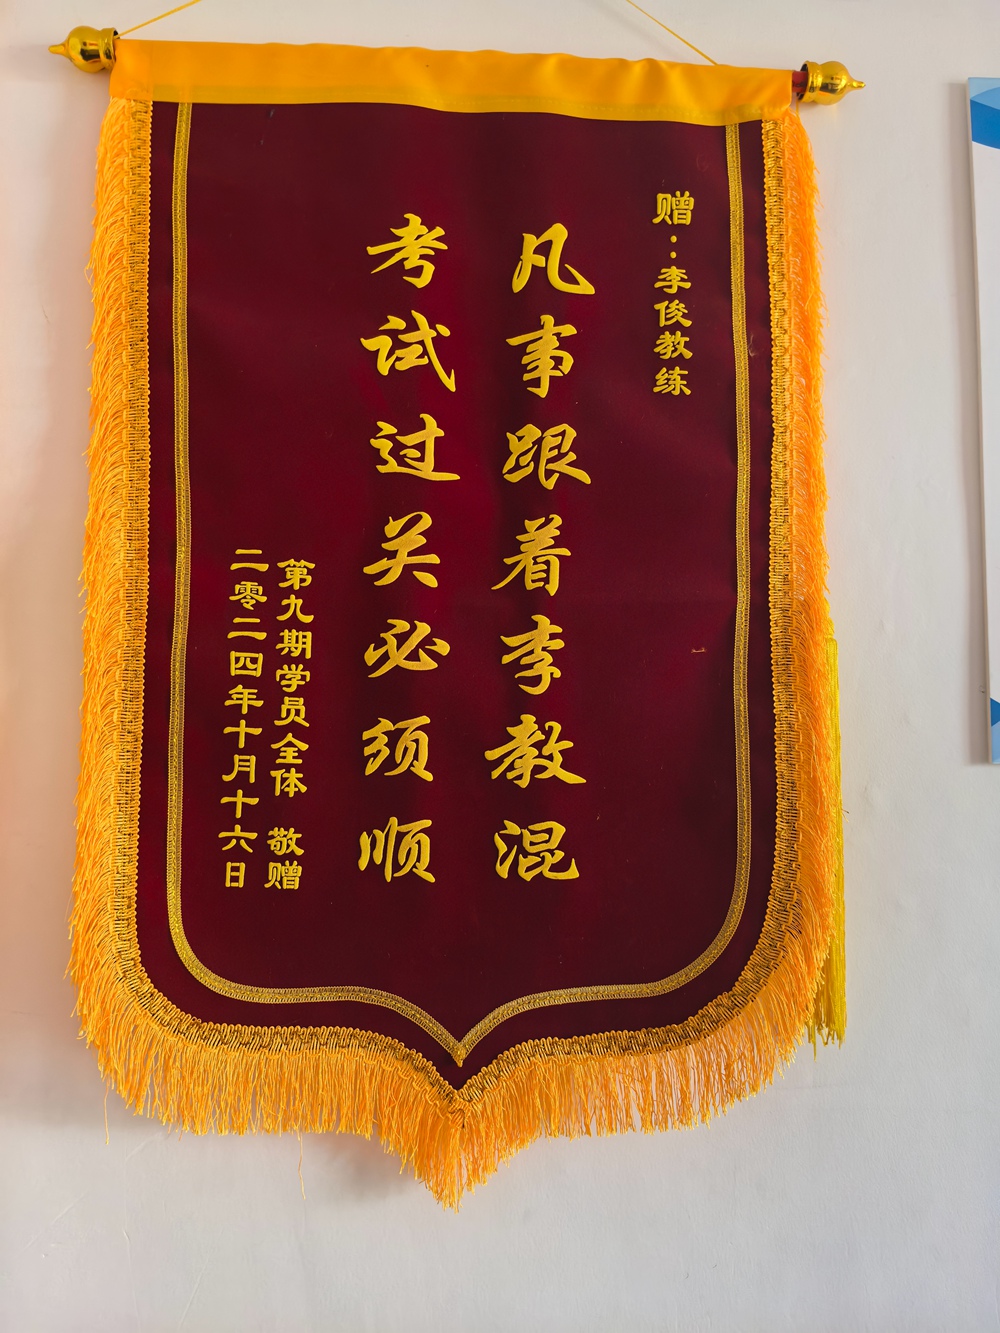 赠：李俊教练
凡事跟着李教混
考试过关必须顺
第九期学员全体 敬赠
二零二四年十月十六日